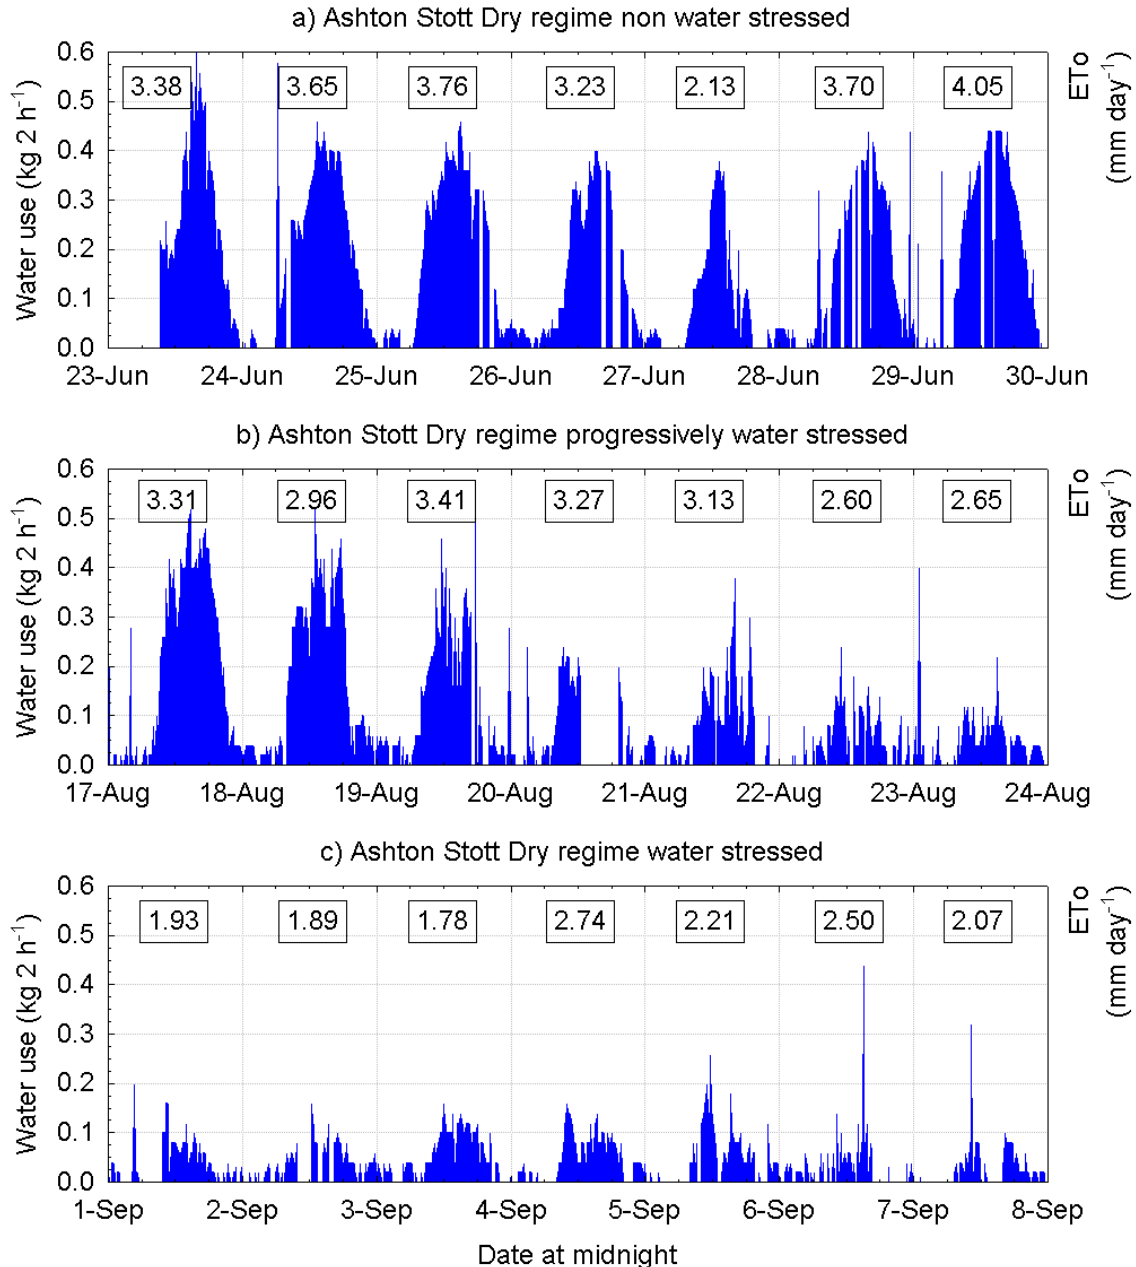 a) Ashton Stott Dry regime non water stressed
Water use (kg 2 h⁻¹)
0.6
0.5
0.4
0.3
0.2
0.1
0.0
3.38 3.65 3.76 3.23 2.13 3.70 4.05
ETo
(mm day⁻¹)
23-Jun 24-Jun 25-Jun 26-Jun 27-Jun 28-Jun 29-Jun 30-Jun
b) Ashton Stott Dry regime progressively water stressed
Water use (kg 2 h⁻¹)
0.6
0.5
0.4
0.3
0.2
0.1
0.0
3.31 2.96 3.41 3.27 3.13 2.60 2.65
ETo
(mm day⁻¹)
17-Aug 18-Aug 19-Aug 20-Aug 21-Aug 22-Aug 23-Aug 24-Aug
c) Ashton Stott Dry regime water stressed
Water use (kg 2 h⁻¹)
0.6
0.5
0.4
0.3
0.2
0.1
0.0
1.93 1.89 1.78 2.74 2.21 2.50 2.07
ETo
(mm day⁻¹)
1-Sep 2-Sep 3-Sep 4-Sep 5-Sep 6-Sep 7-Sep 8-Sep
Date at midnight